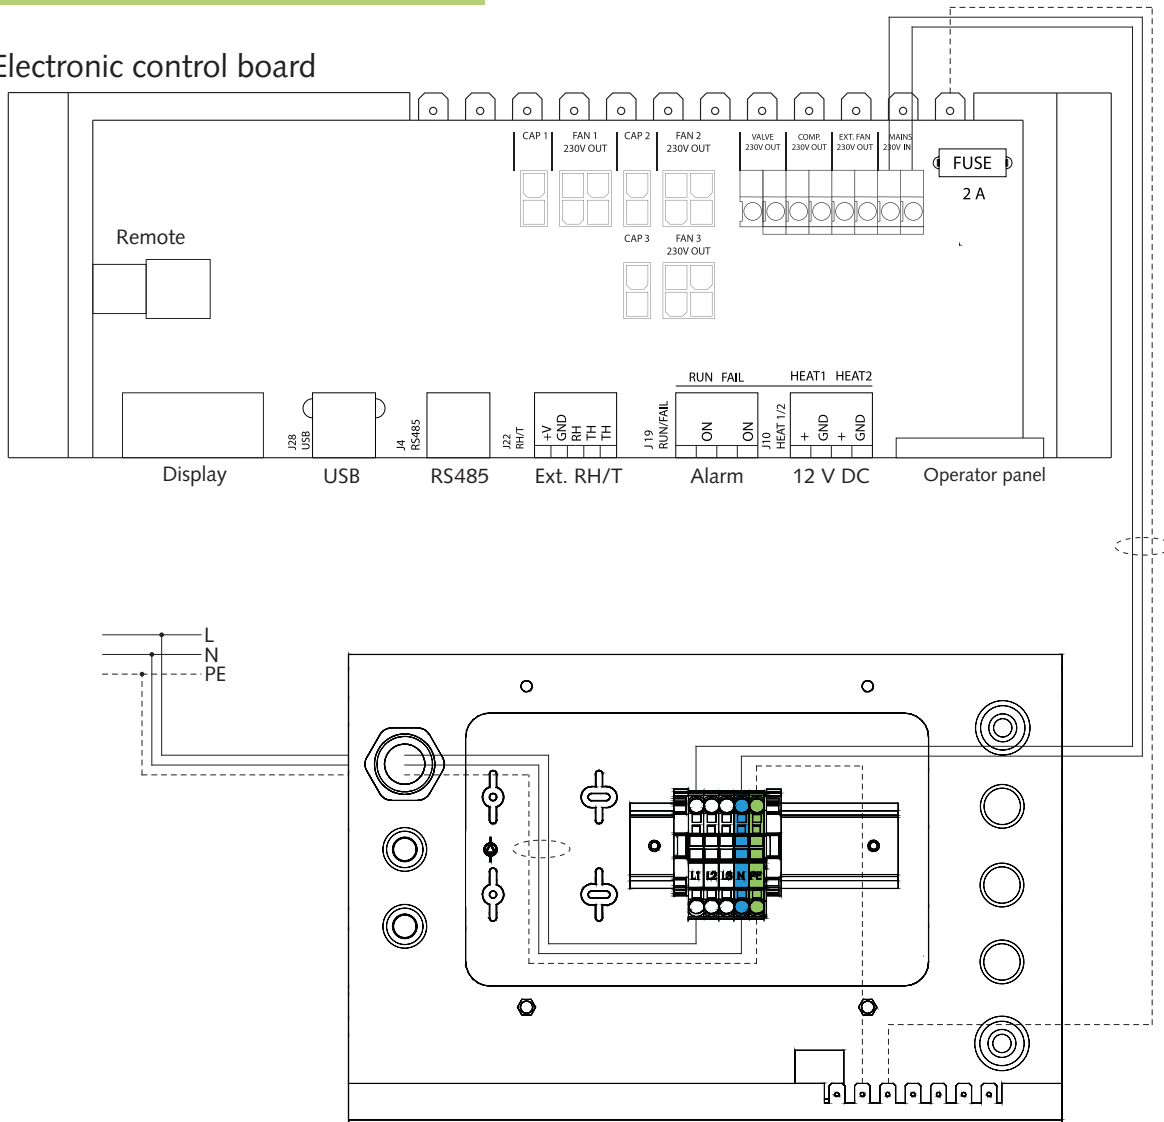 Electronic control board
CAP 1
FAN 1
230V OUT
CAP 2
FAN 2
230V OUT
VALVE
230V OUT
COMP.
230V OUT
EXT. FAN
230V OUT
MAINS
230V IN
FUSE
2 A
Remote
CAP 3
FAN 3
230V OUT
RUN FAIL
HEAT1 HEAT2
J28
USB
J4
RS485
J22
RH/T
+V
GND
RH
TH
TH
J19
RUN/FAIL
ON
ON
J10
HEAT 1/2
+
GND
+
GND
Display
USB
RS485
Ext. RH/T
Alarm
12 V DC
Operator panel
L
N
PE
L1 L2 L3 N PE